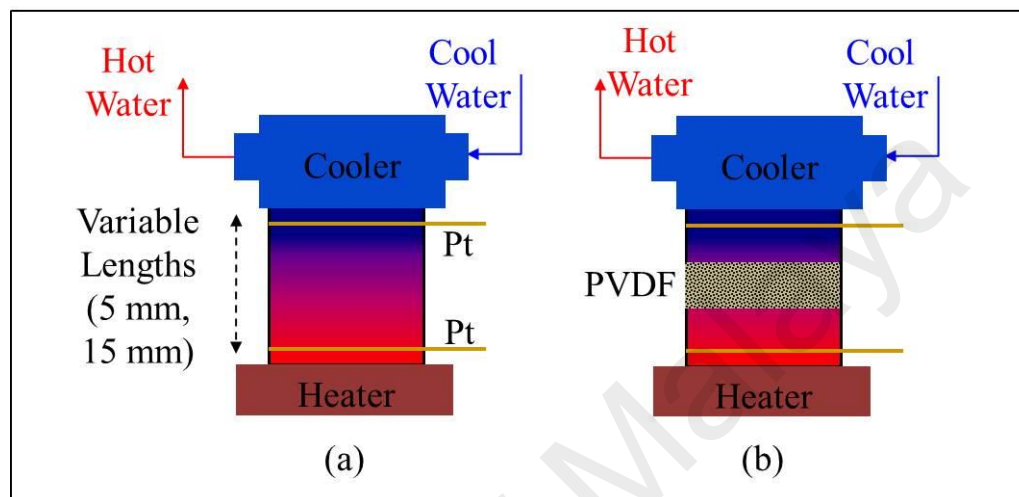 Hot
Water
Cool
Water
Cooler
Variable
Lengths
(5 mm,
15 mm)
Pt
Pt
Heater
(a)
Hot
Water
Cool
Water
Cooler
PVDF
Heater
(b)
Malaya